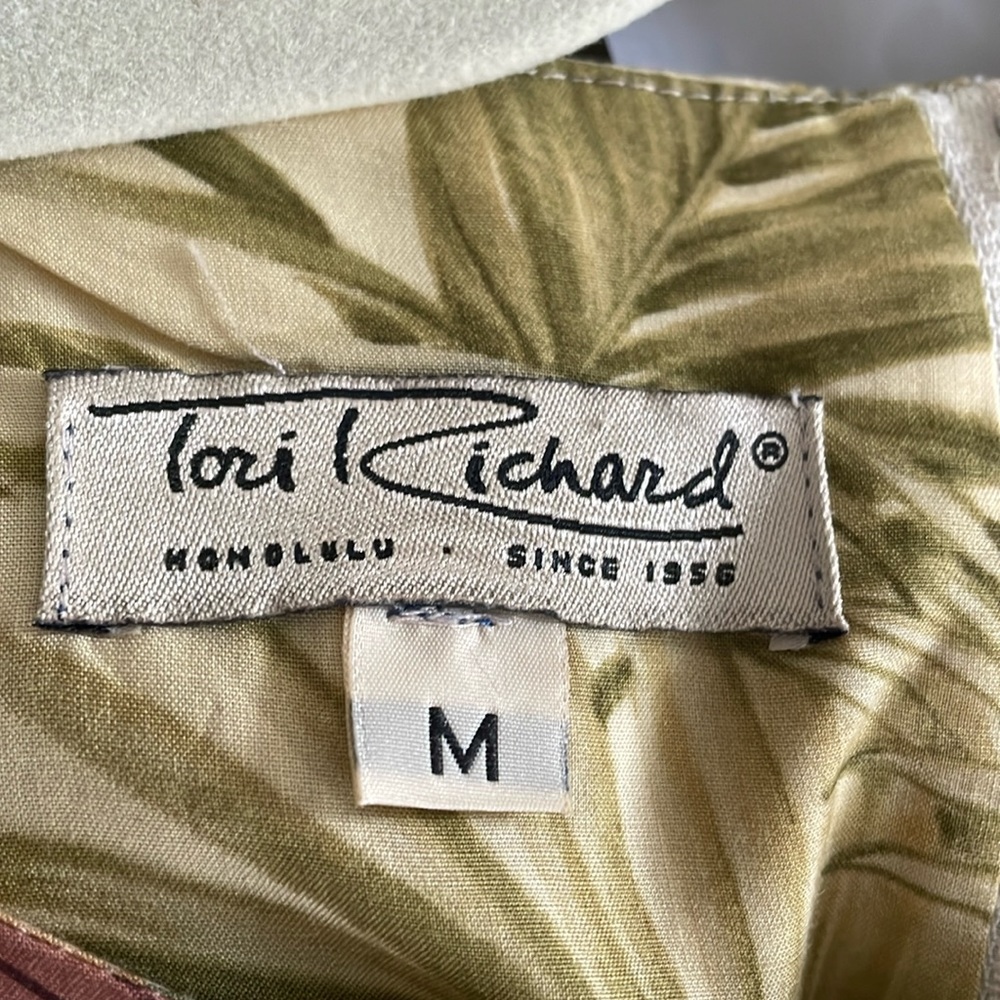 Tori Richard®
HONOLULU · SINCE 1956
M